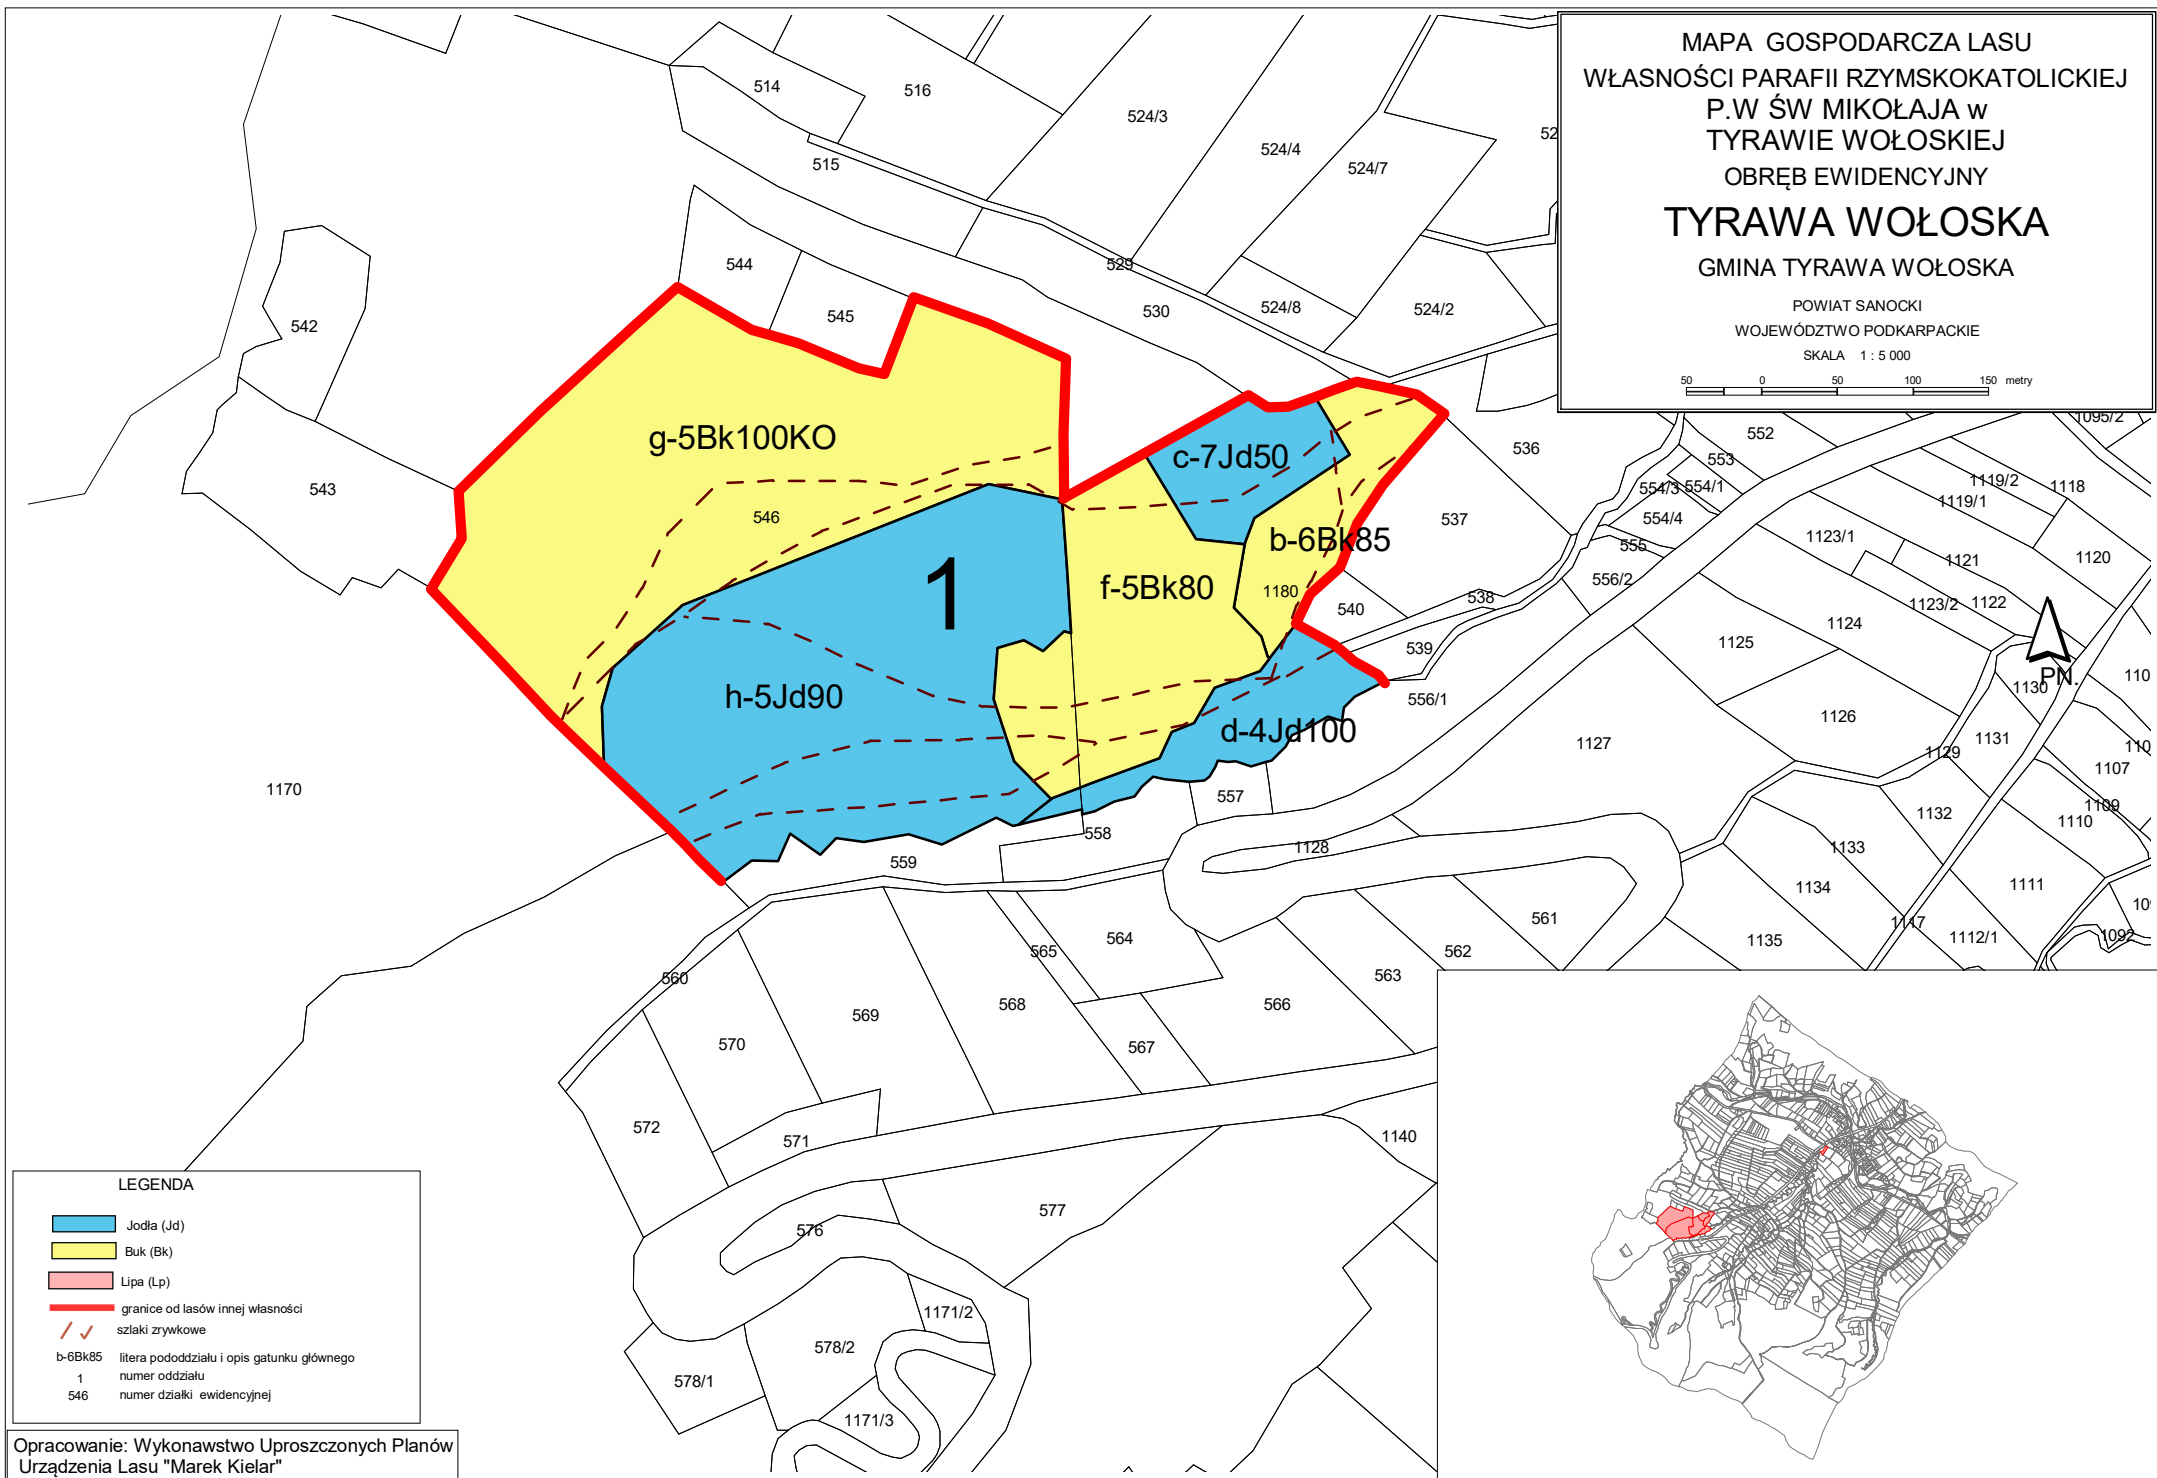 MAPA GOSPODARCZA LASU
WŁASNOŚCI PARAFII RZYMSKOKATOLICKIEJ
P.W ŚW MIKOŁAJA w
TYRAWIE WOŁOSKIEJ
OBRĘB EWIDENCYJNY
TYRAWA WOŁOSKA
GMINA TYRAWA WOŁOSKA
POWIAT SANOCKI
WOJEWÓDZTWO PODKARPACKIE
SKALA 1 : 5 000
50 0 50 100 150 metry
514
516
515
524/3
524/4
524/7
52
529
530
524/8
524/2
544
545
542
543
g-5Bk100KO
546
c-7Jd50
b-6Bk85
1180
f-5Bk80
1
h-5Jd90
d-4Jd100
536
537
538
539
540
552
553
554/3
554/1
554/4
555
556/2
556/1
1095/2
1119/2
1119/1
1118
1123/1
1121
1120
1123/2
1122
1124
1125
1126
1127
PN.
1130
110
1131
1129
110
1107
1109
1110
1132
1133
1134
1111
109
1135
1117
1112/1
1092
1170
557
558
559
1128
561
562
563
564
565
566
567
568
569
560
570
571
572
576
577
1140
578/1
578/2
1171/2
1171/3
LEGENDA
Jodła (Jd)
Buk (Bk)
Lipa (Lp)
granice od lasów innej własności
szlaki zrywkowe
b-6Bk85 litera pododdziału i opis gatunku głównego
1 numer oddziału
546 numer działki ewidencyjnej
Opracowanie: Wykonawstwo Uproszczonych Planów
Urządzenia Lasu "Marek Kielar"